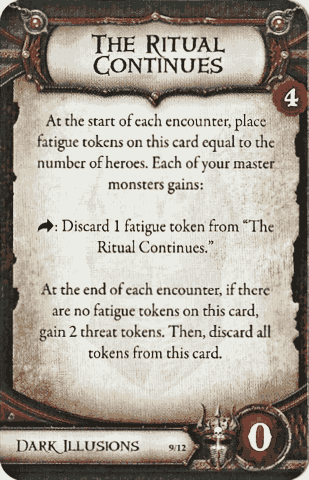 The Ritual
Continues
4
At the start of each encounter, place
fatigue tokens on this card equal to the
number of heroes. Each of your master
monsters gains:
: Discard 1 fatigue token from “The
Ritual Continues.”
At the end of each encounter, if there
are no fatigue tokens on this card,
gain 2 threat tokens. Then, discard all
tokens from this card.
Dark Illusions 9/12
0